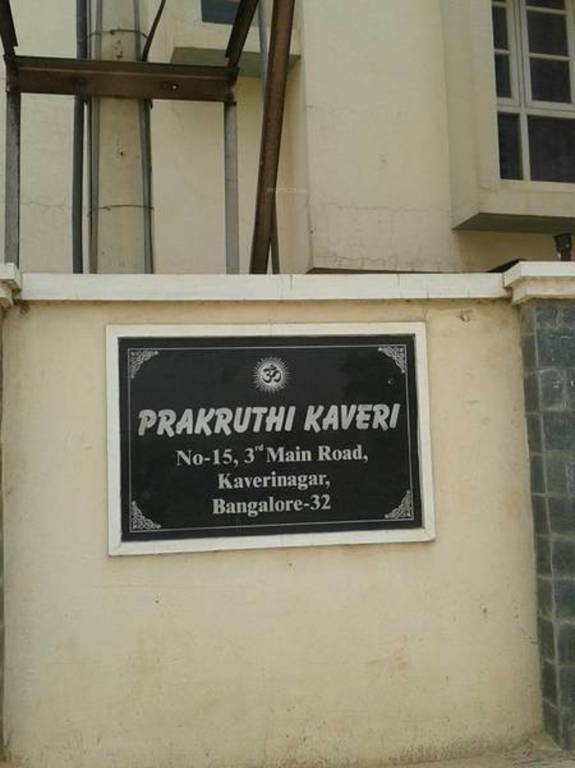 ॐ
PRAKRUTHI KAVERI
No-15, 3rd Main Road,
Kaverinagar,
Bangalore-32